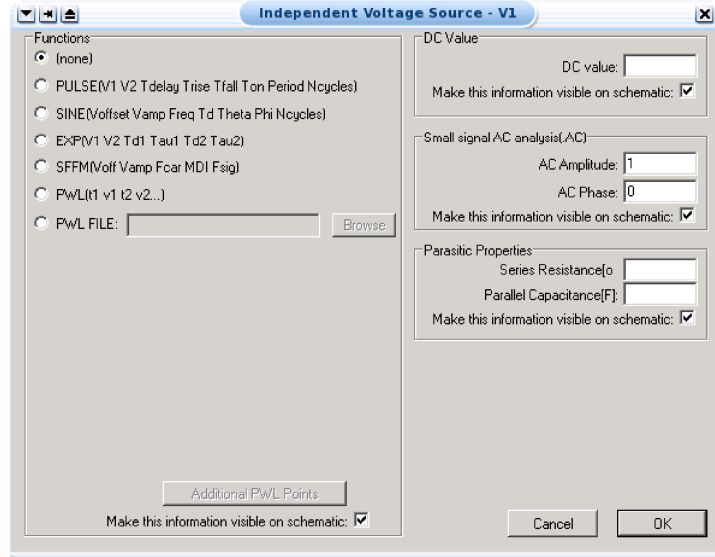 Independent Voltage Source - V1
Functions
(none)
PULSE(V1 V2 Tdelay Trise Tfall Ton Period Ncycles)
SINE(Voffset Vamp Freq Td Theta Phi Ncycles)
EXP(V1 V2 Td1 Tau1 Td2 Tau2)
SFFM(Voff Vamp Fcar MDI Fsig)
PWL(t1 v1 t2 v2...)
PWL FILE: Browse
Additional PWL Points
Make this information visible on schematic:
DC Value
DC value:
Make this information visible on schematic:
Small signal AC analysis(.AC)
AC Amplitude: 1
AC Phase: 0
Make this information visible on schematic:
Parasitic Properties
Series Resistance[o
Parallel Capacitance[F]:
Make this information visible on schematic:
Cancel OK